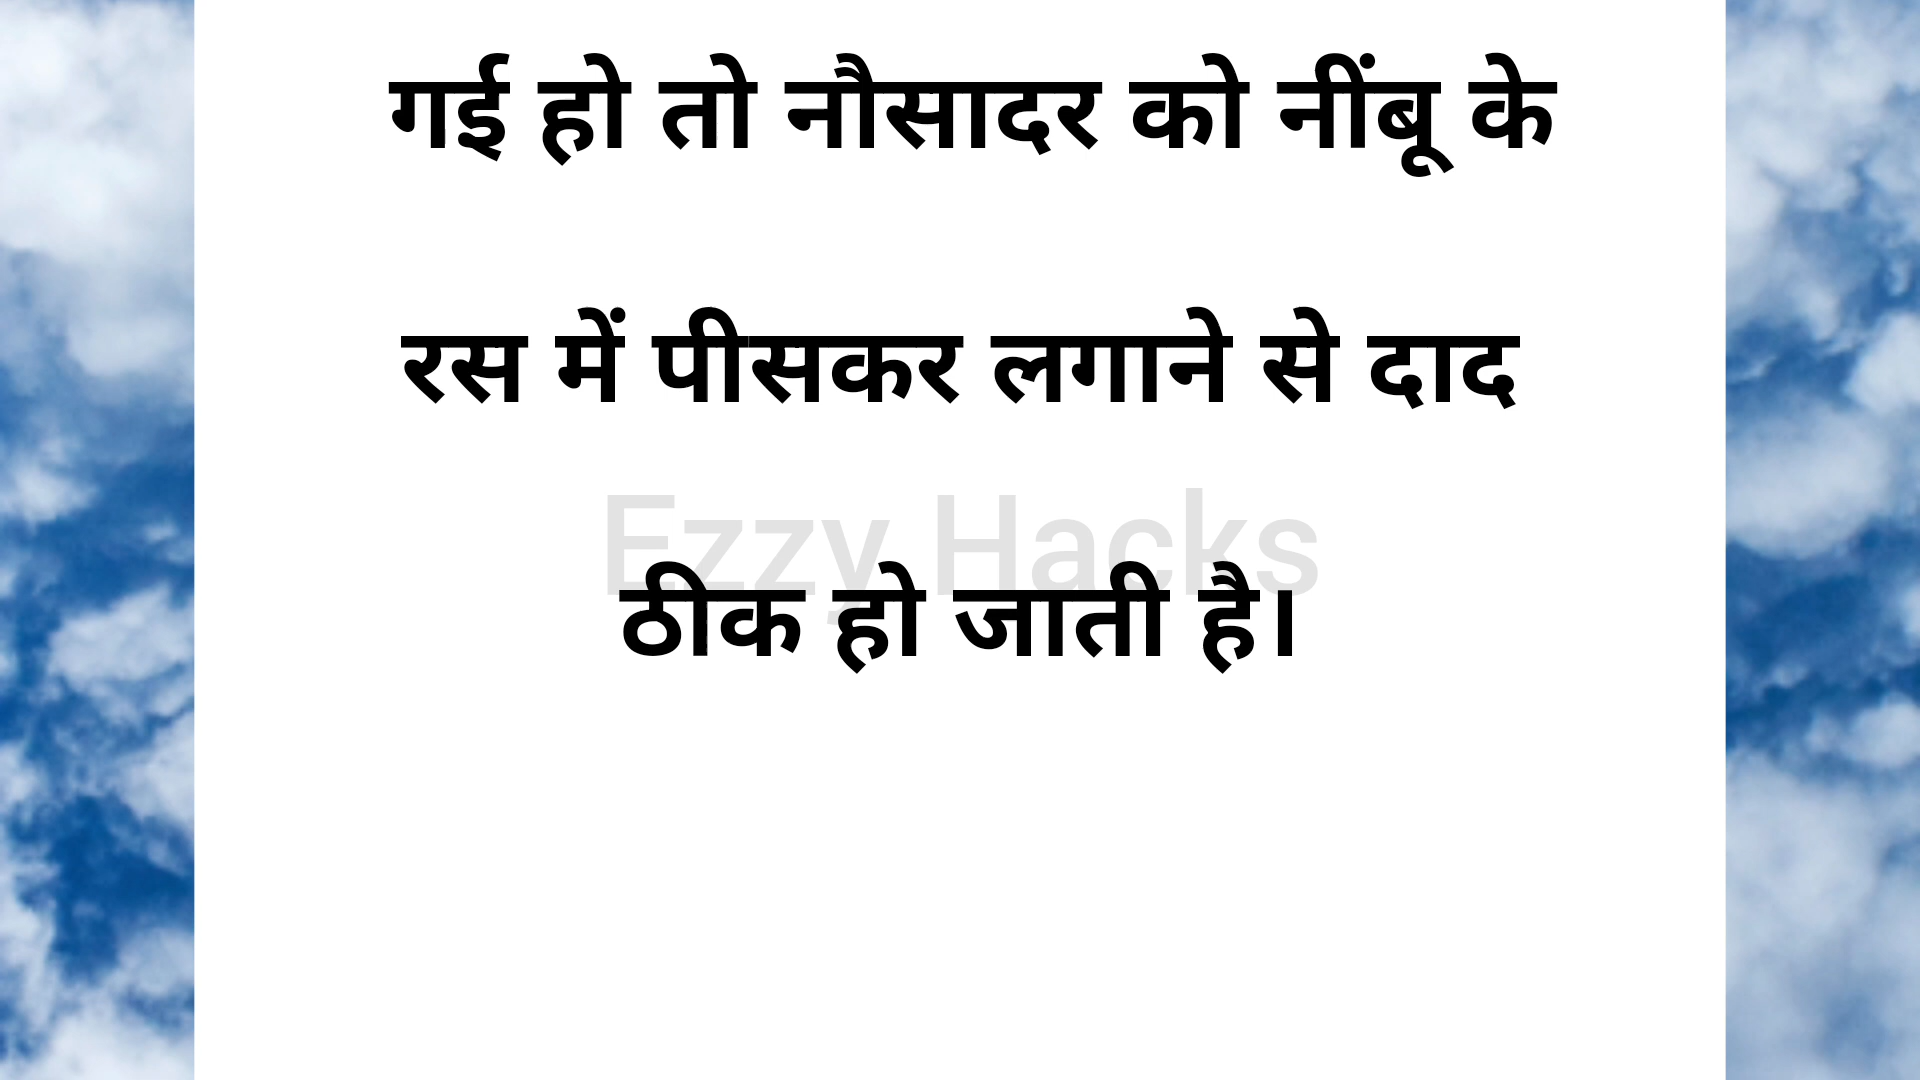 गई हो तो नौसादर को नींबू के
रस में पीसकर लगाने से दाद
Ezzy Hacks
ठीक हो जाती है।